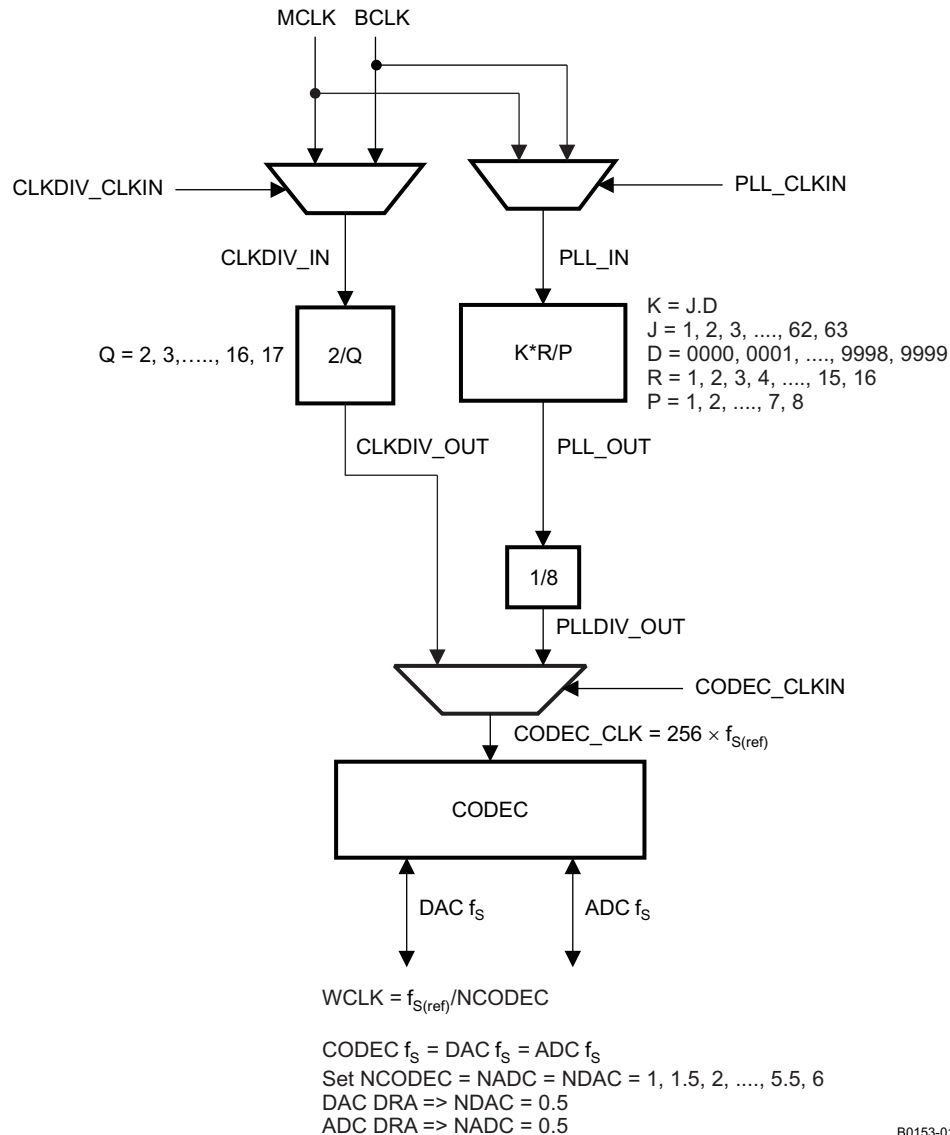 MCLK BCLK
CLKDIV_CLKIN
PLL_CLKIN
CLKDIV_IN
PLL_IN
Q = 2, 3,....., 16, 17
2/Q
K*R/P
K = J.D
J = 1, 2, 3, ...., 62, 63
D = 0000, 0001, ...., 9998, 9999
R = 1, 2, 3, 4, ...., 15, 16
P = 1, 2, ...., 7, 8
CLKDIV_OUT
PLL_OUT
1/8
PLLDIV_OUT
CODEC_CLKIN
CODEC_CLK = 256 × fS(ref)
CODEC
DAC fS
ADC fS
WCLK = fS(ref)/NCODEC
CODEC fS = DAC fS = ADC fS
Set NCODEC = NADC = NDAC = 1, 1.5, 2, ...., 5.5, 6
DAC DRA => NDAC = 0.5
ADC DRA => NADC = 0.5